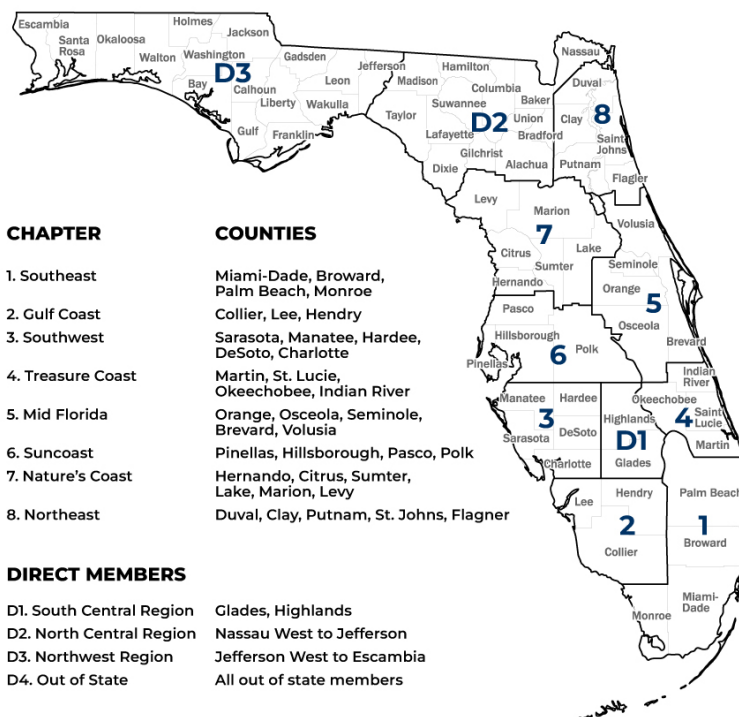 Escambia
Santa
Rosa
Okaloosa
Walton
Holmes
Jackson
Washington
D3
Bay
Calhoun
Gadsden
Liberty
Leon
Wakulla
Gulf
Franklin
Jefferson
Madison
Hamilton
Taylor
Suwannee
Columbia
Baker
D2
Union
Lafayette
Bradford
Gilchrist
Dixie
Alachua
Nassau
Duval
8
Clay
Saint
Johns
Putnam
Flagler
Levy
Marion
7
Citrus
Lake
Sumter
Hernando
Volusia
Seminole
Orange
5
Osceola
Brevard
Pasco
Hillsborough
6
Polk
Pinellas
Indian
River
Okeechobee
4
Saint
Lucie
Martin
Manatee
Hardee
3
Sarasota
DeSoto
Charlotte
Highlands
D1
Glades
Lee
Hendry
2
Collier
Palm Beach
1
Broward
Miami-
Dade
Monroe
CHAPTER COUNTIES
1. Southeast Miami-Dade, Broward,
Palm Beach, Monroe
2. Gulf Coast Collier, Lee, Hendry
3. Southwest Sarasota, Manatee, Hardee,
DeSoto, Charlotte
4. Treasure Coast Martin, St. Lucie,
Okeechobee, Indian River
5. Mid Florida Orange, Osceola, Seminole,
Brevard, Volusia
6. Suncoast Pinellas, Hillsborough, Pasco, Polk
7. Nature's Coast Hernando, Citrus, Sumter,
Lake, Marion, Levy
8. Northeast Duval, Clay, Putnam, St. Johns, Flagner
DIRECT MEMBERS
D1. South Central Region Glades, Highlands
D2. North Central Region Nassau West to Jefferson
D3. Northwest Region Jefferson West to Escambia
D4. Out of State All out of state members